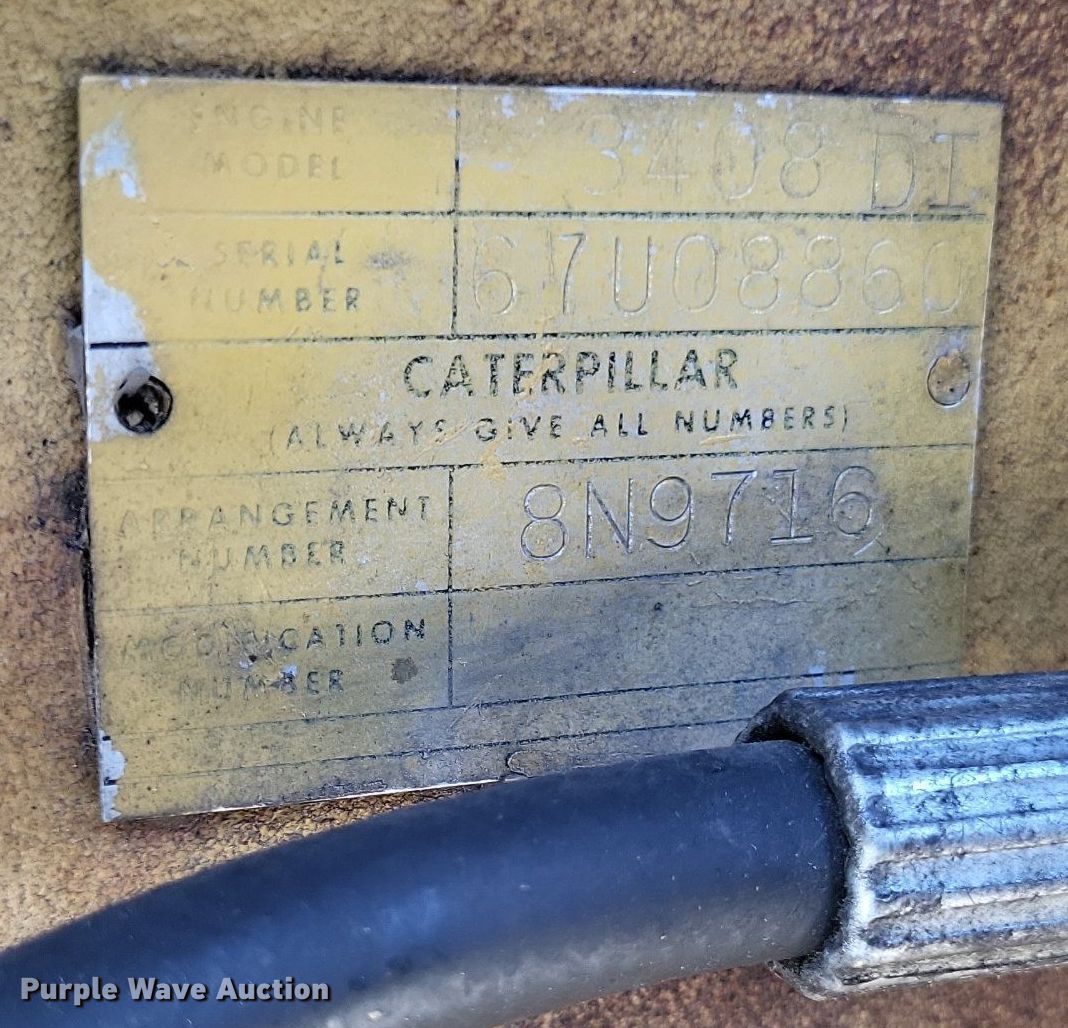 ENGINE
MODEL
3408 DI
SERIAL
NUMBER
67U08860
CATERPILLAR
(ALWAYS GIVE ALL NUMBERS)
ARRANGEMENT
NUMBER
8N9716
MODIFICATION
NUMBER
Purple Wave Auction